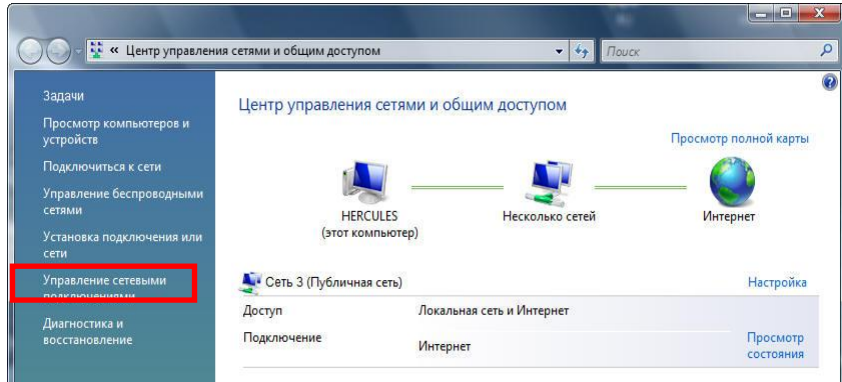 « Центр управления сетями и общим доступом
Поиск
Задачи
Просмотр компьютеров и
устройств
Подключиться к сети
Управление беспроводными
сетями
Установка подключения или
сети
Управление сетевыми
подключениями
Диагностика и
восстановление
Центр управления сетями и общим доступом
Просмотр полной карты
HERCULES
(этот компьютер)
Несколько сетей
Интернет
Сеть 3 (Публичная сеть)
Настройка
Доступ
Локальная сеть и Интернет
Подключение
Интернет
Просмотр
состояния